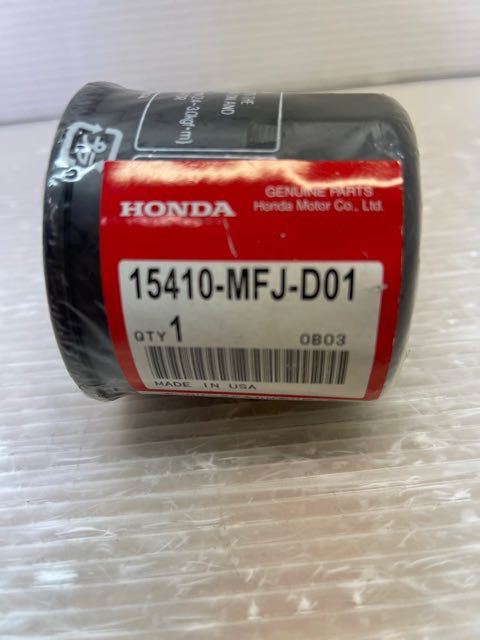 HONDA
GENUINE PARTS
Honda Motor Co., Ltd.
15410-MFJ-D01
QTY 1
0B03
MADE IN USA